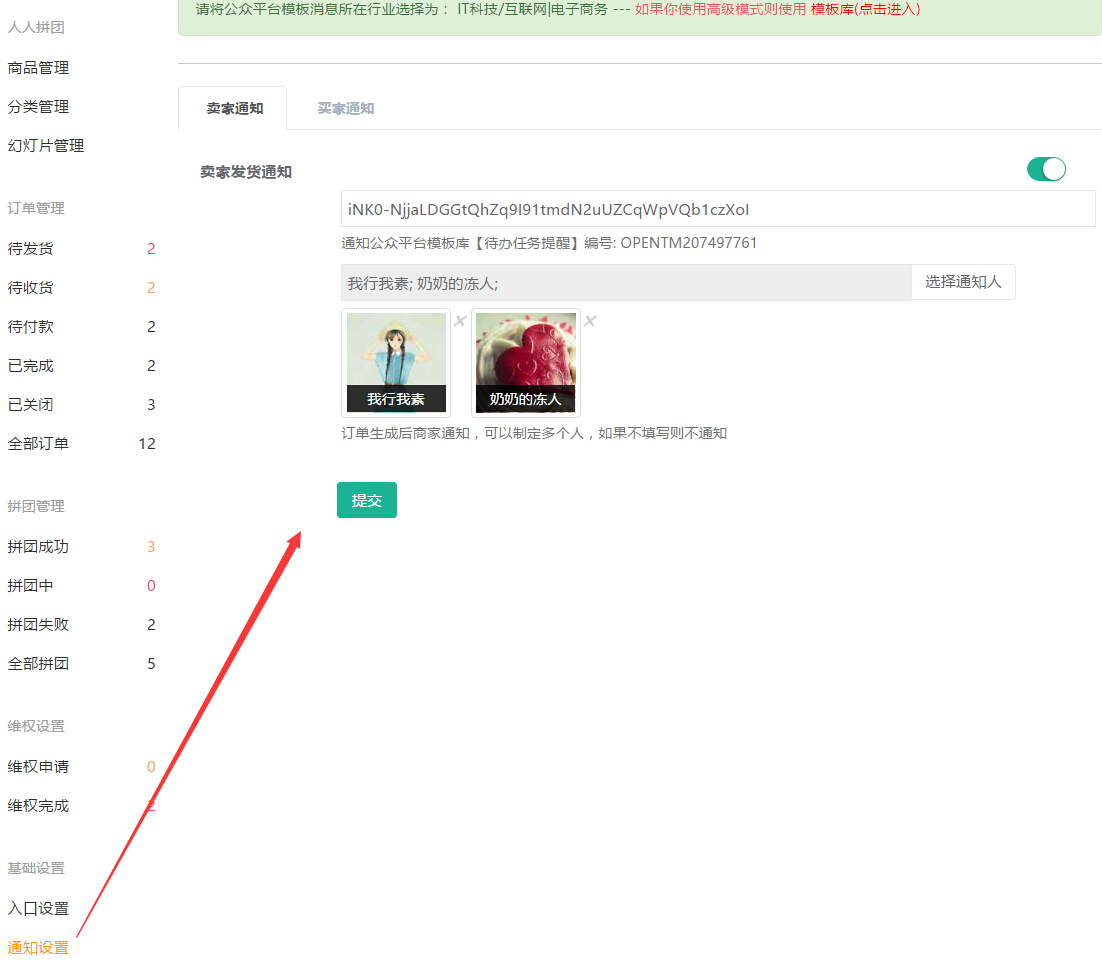 人人拼团
商品管理
分类管理
幻灯片管理
订单管理
待发货 2
待收货 2
待付款 2
已完成 2
已关闭 3
全部订单 12
拼团管理
拼团成功 3
拼团中 0
拼团失败 2
全部拼团 5
维权设置
维权申请 0
维权完成 2
基础设置
入口设置
通知设置
请将公众平台模板消息所在行业选择为： IT科技/互联网|电子商务 --- 如果你使用高级模式则使用 模板库(点击进入)
卖家通知 买家通知
卖家发货通知
iNK0-NjjaLDGGtQhZq9I91tmdN2uUZCqWpVQb1czXoI
通知公众平台模板库【待办任务提醒】编号: OPENTM207497761
我行我素; 奶奶的冻人; 选择通知人
我行我素 奶奶的冻人
订单生成后商家通知，可以制定多个人，如果不填写则不通知
提交